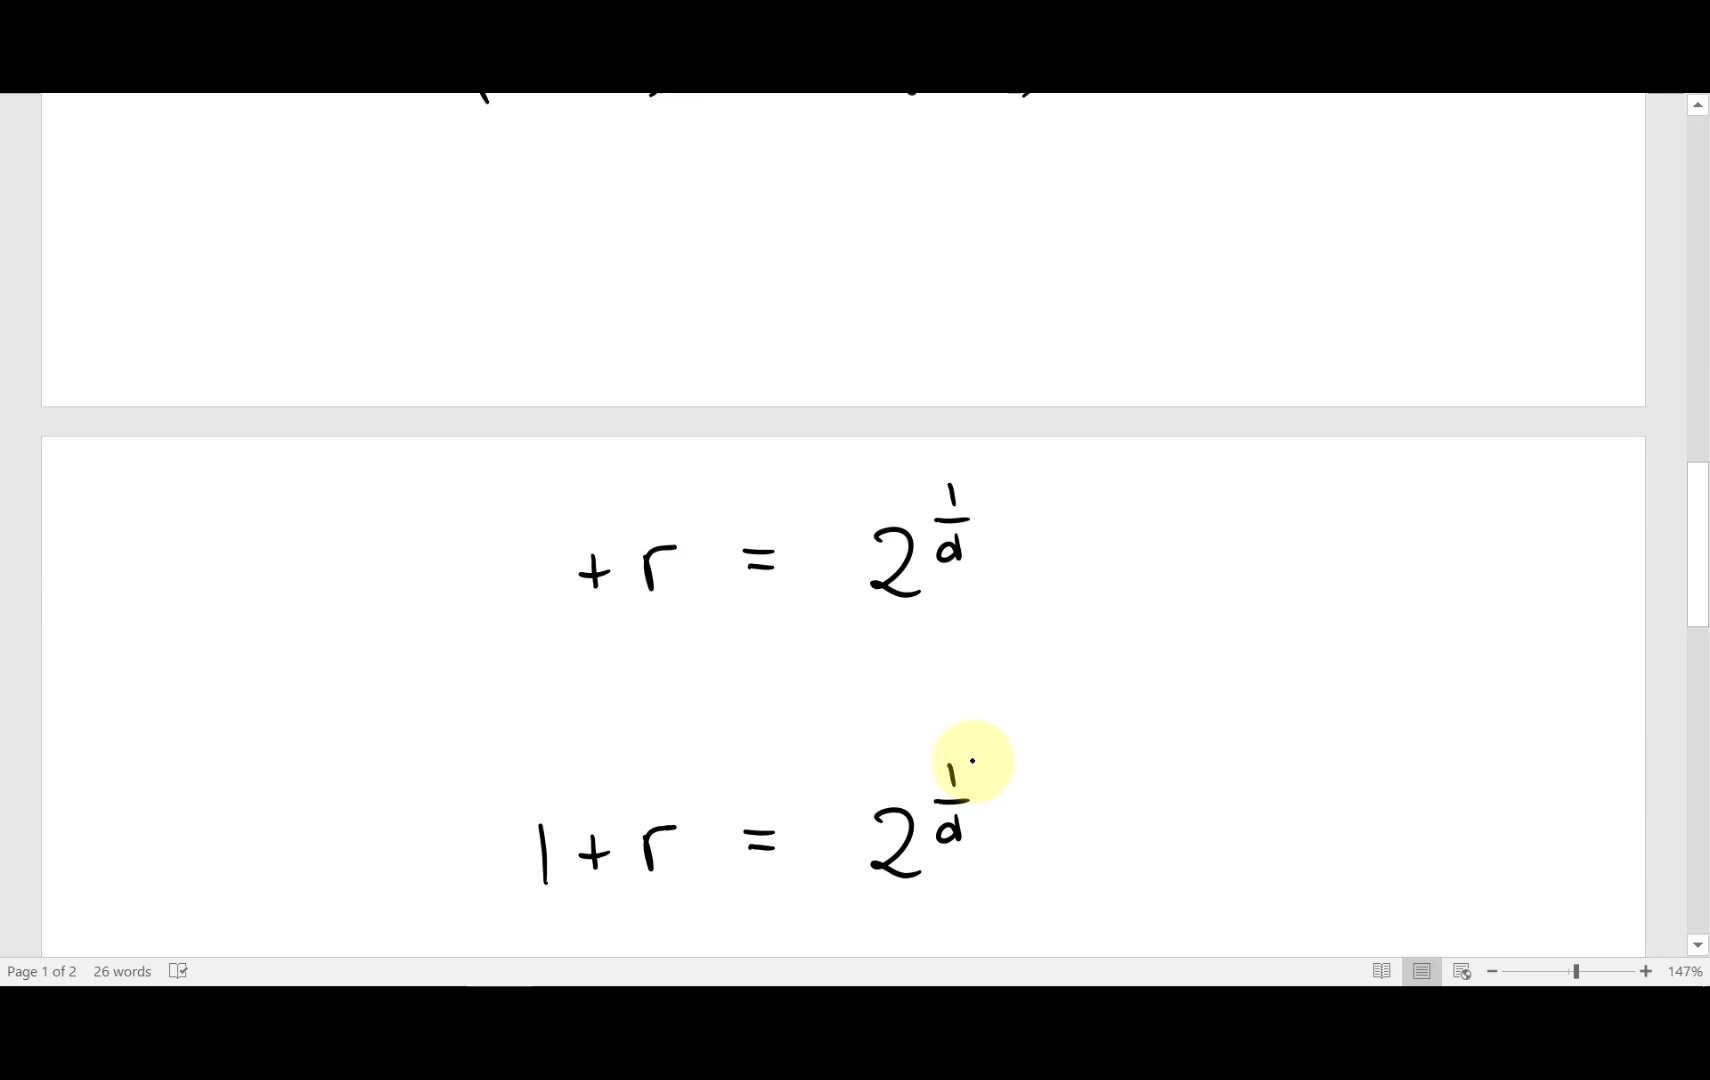 + r = 2^(1/d)
1 + r = 2^(1/d)
Page 1 of 2 26 words 147%